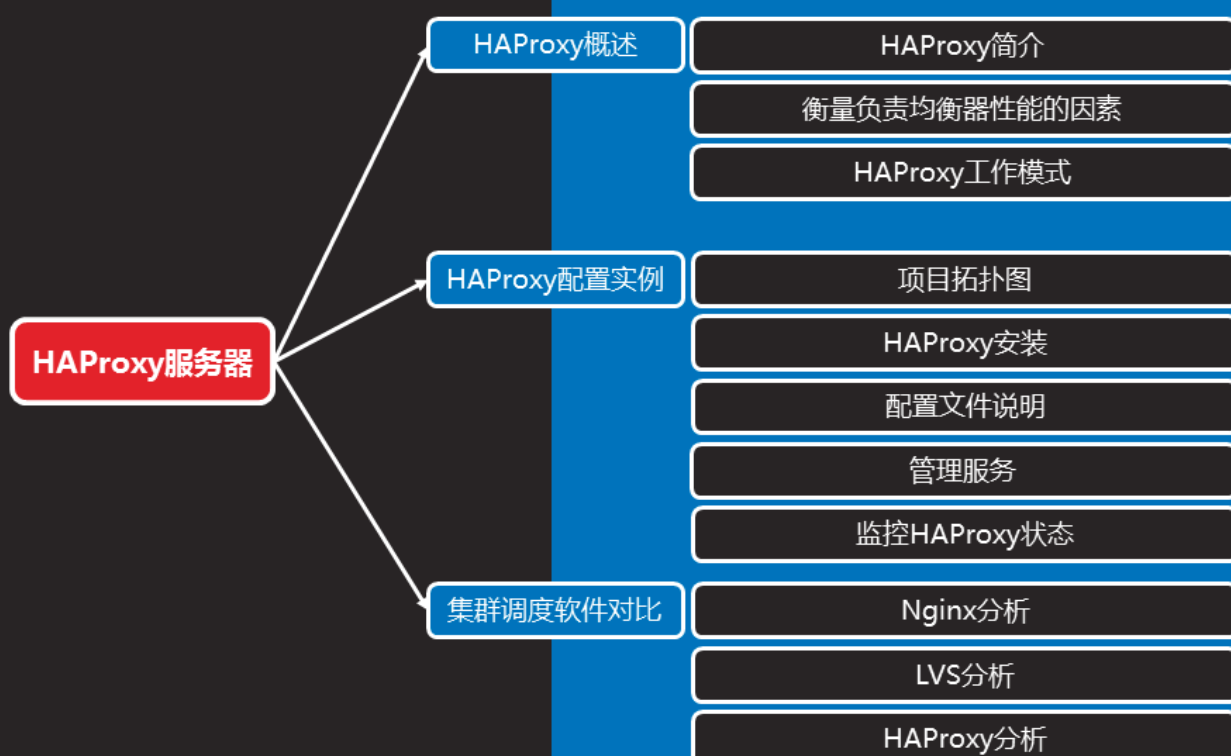 HAProxy概述
HAProxy简介
衡量负责均衡器性能的因素
HAProxy工作模式
HAProxy配置实例
项目拓扑图
HAProxy安装
HAProxy服务器
配置文件说明
管理服务
监控HAProxy状态
集群调度软件对比
Nginx分析
LVS分析
HAProxy分析